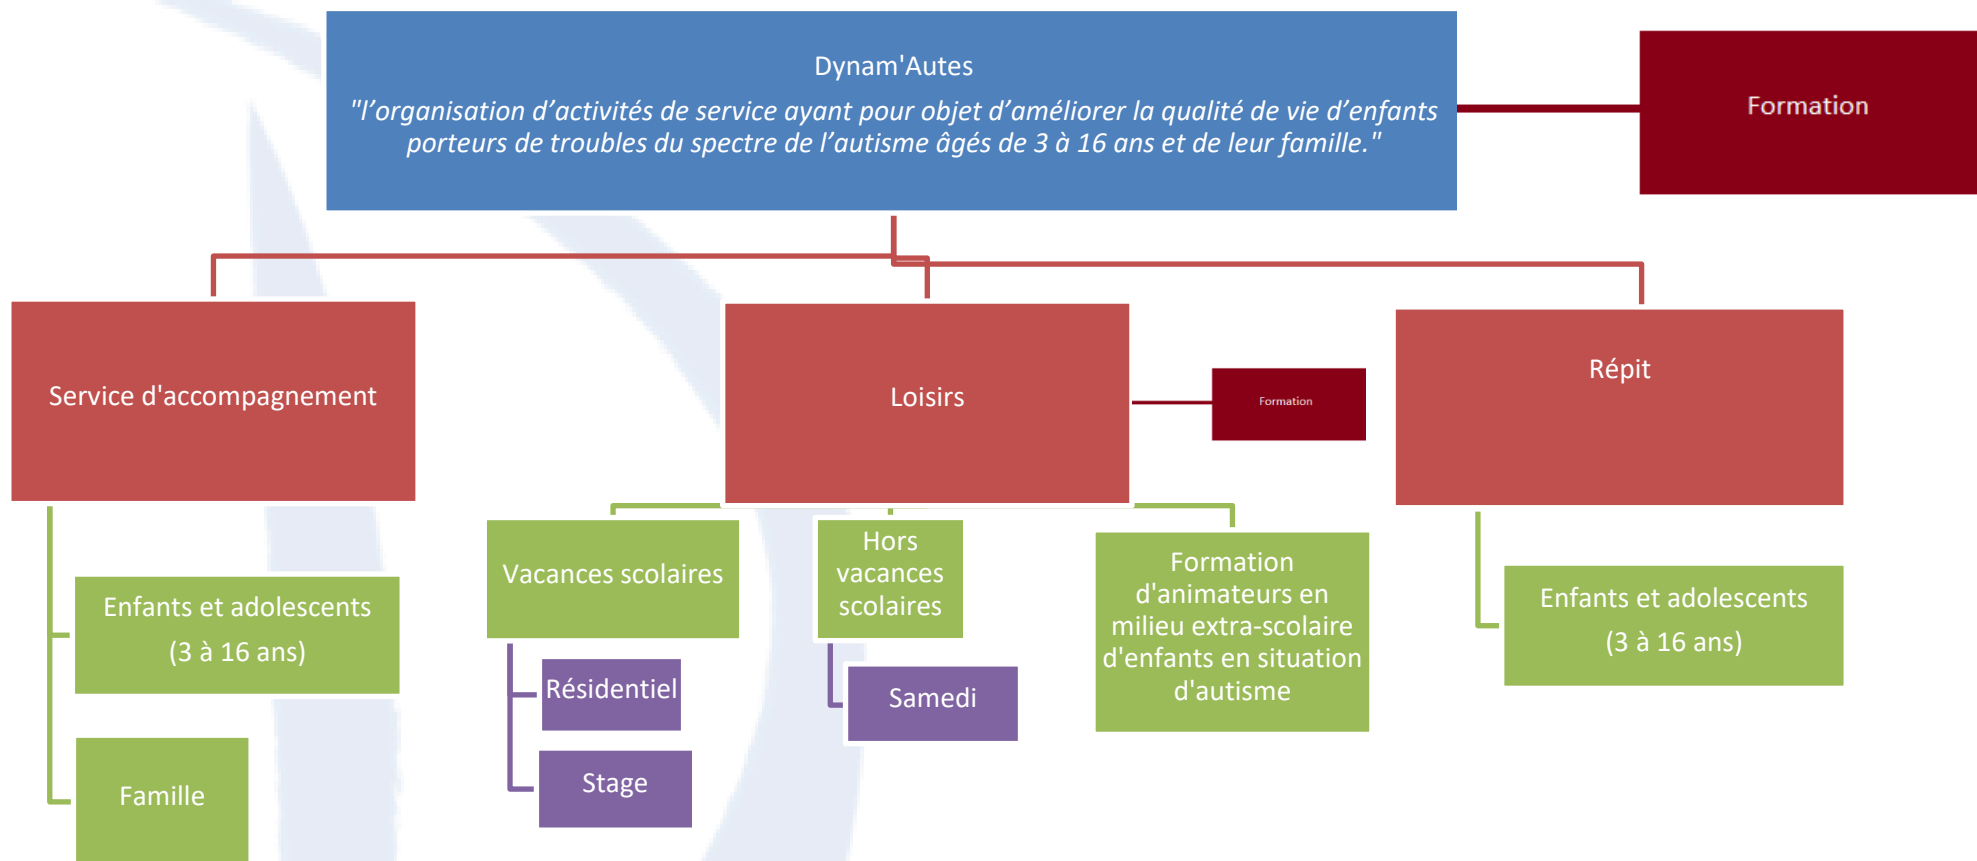 Dynam'Autes
"l’organisation d’activités de service ayant pour objet d’améliorer la qualité de vie d’enfants
porteurs de troubles du spectre de l’autisme âgés de 3 à 16 ans et de leur famille."
Formation
Service d'accompagnement
Loisirs
Formation
Répit
Enfants et adolescents
(3 à 16 ans)
Famille
Vacances scolaires
Résidentiel
Stage
Hors
vacances
scolaires
Samedi
Formation
d'animateurs en
milieu extra-scolaire
d'enfants en situation
d'autisme
Enfants et adolescents
(3 à 16 ans)